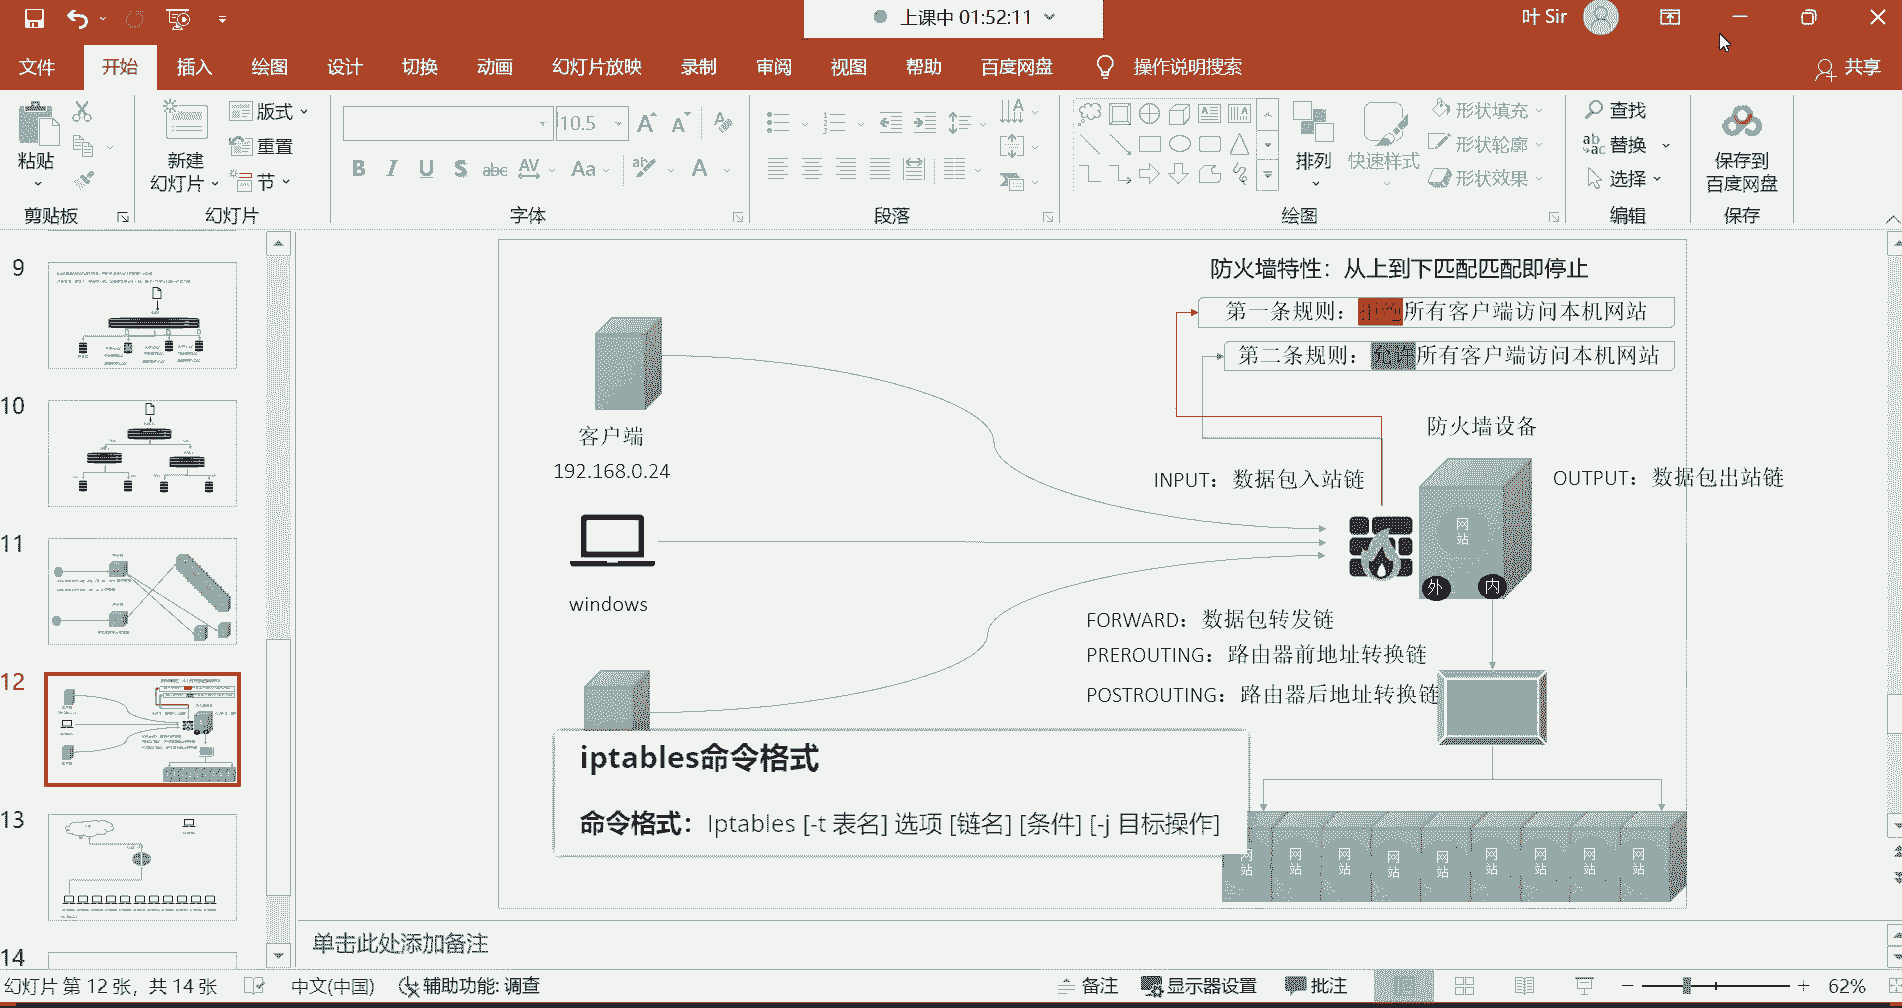 上课中 01:52:11
叶 Sir
文件 开始 插入 绘图 设计 切换 动画 幻灯片放映 录制 审阅 视图 帮助 百度网盘 操作说明搜索 共享
粘贴
剪贴板
新建
幻灯片
版式
重置
节
幻灯片
10.5
字体
段落
排列
快速样式
形状填充
形状轮廓
形状效果
绘图
查找
替换
选择
编辑
保存到
百度网盘
保存
9
10
11
12
13
14
防火墙特性：从上到下匹配匹配即停止
第一条规则：
所有客户端访问本机网站
第二条规则：允许所有客户端访问本机网站
客户端
192.168.0.24
windows
防火墙设备
INPUT：数据包入站链
OUTPUT：数据包出站链
网站
外
内
FORWARD：数据包转发链
PREROUTING：路由器前地址转换链
POSTROUTING：路由器后地址转换链
iptables命令格式
命令格式：Iptables [-t 表名] 选项 [链名] [条件] [-j 目标操作]
网站 网站 网站 网站 网站 网站 网站 网站 网站
单击此处添加备注
幻灯片 第 12 张，共 14 张 中文(中国) 辅助功能: 调查 备注 显示器设置 批注 62%